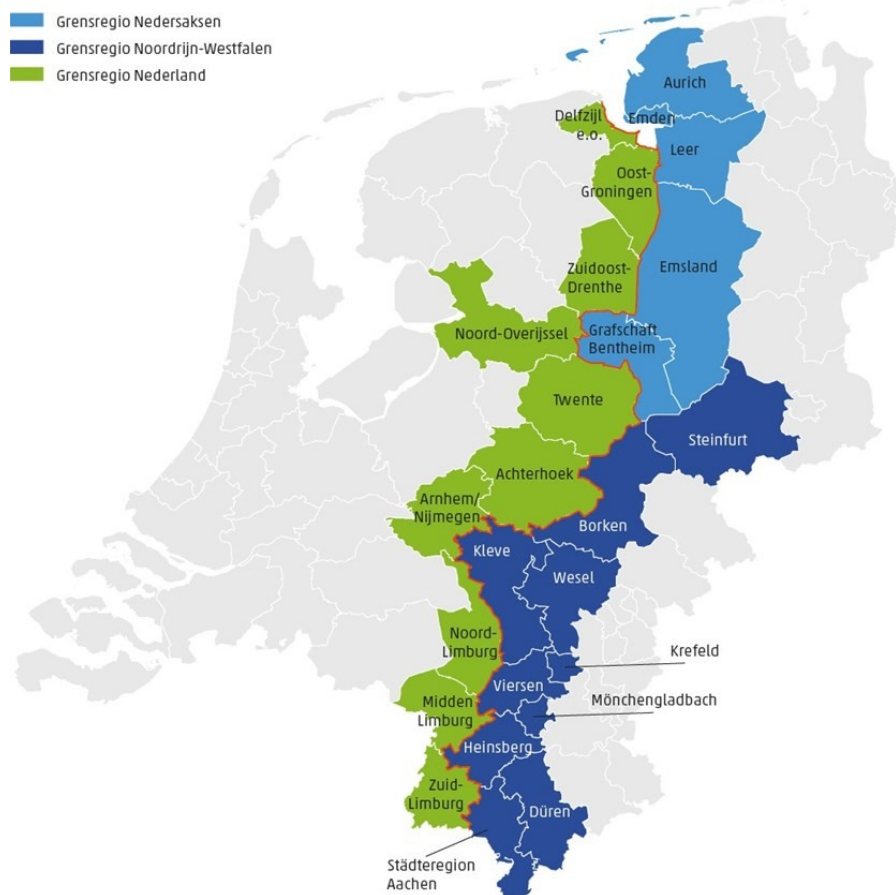 Grensregio Nedersaksen
Grensregio Noordrijn-Westfalen
Grensregio Nederland
Aurich
Delfzijl
e.o.
Emden
Leer
Oost-
Groningen
Zuidoost-
Drenthe
Emsland
Noord-Overijssel
Grafschaft
Bentheim
Twente
Steinfurt
Achterhoek
Arnhem/
Nijmegen
Borken
Kleve
Wesel
Noord-
Limburg
Krefeld
Viersen
Mönchengladbach
Midden
Limburg
Heinsberg
Zuid-
Limburg
Düren
Städteregion
Aachen